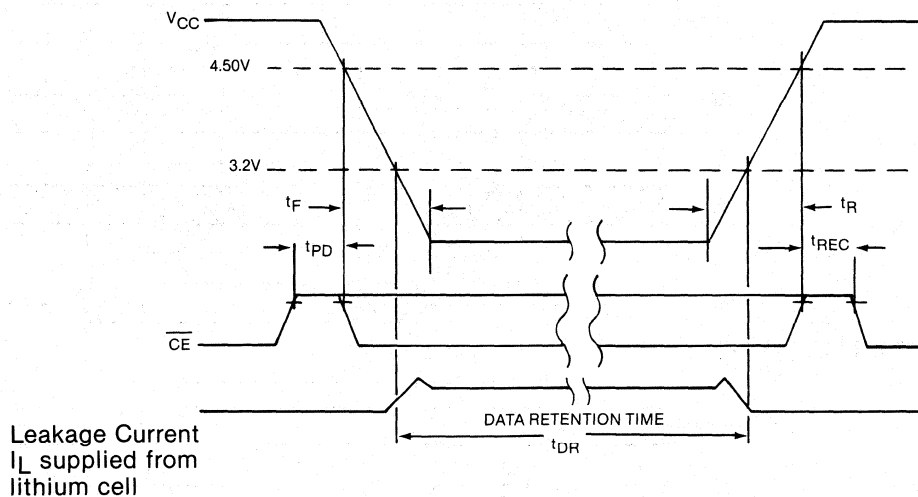 VCC
4.50V
3.2V
tF
tR
tPD
tREC
CE
DATA RETENTION TIME
tDR
Leakage Current
IL supplied from
lithium cell